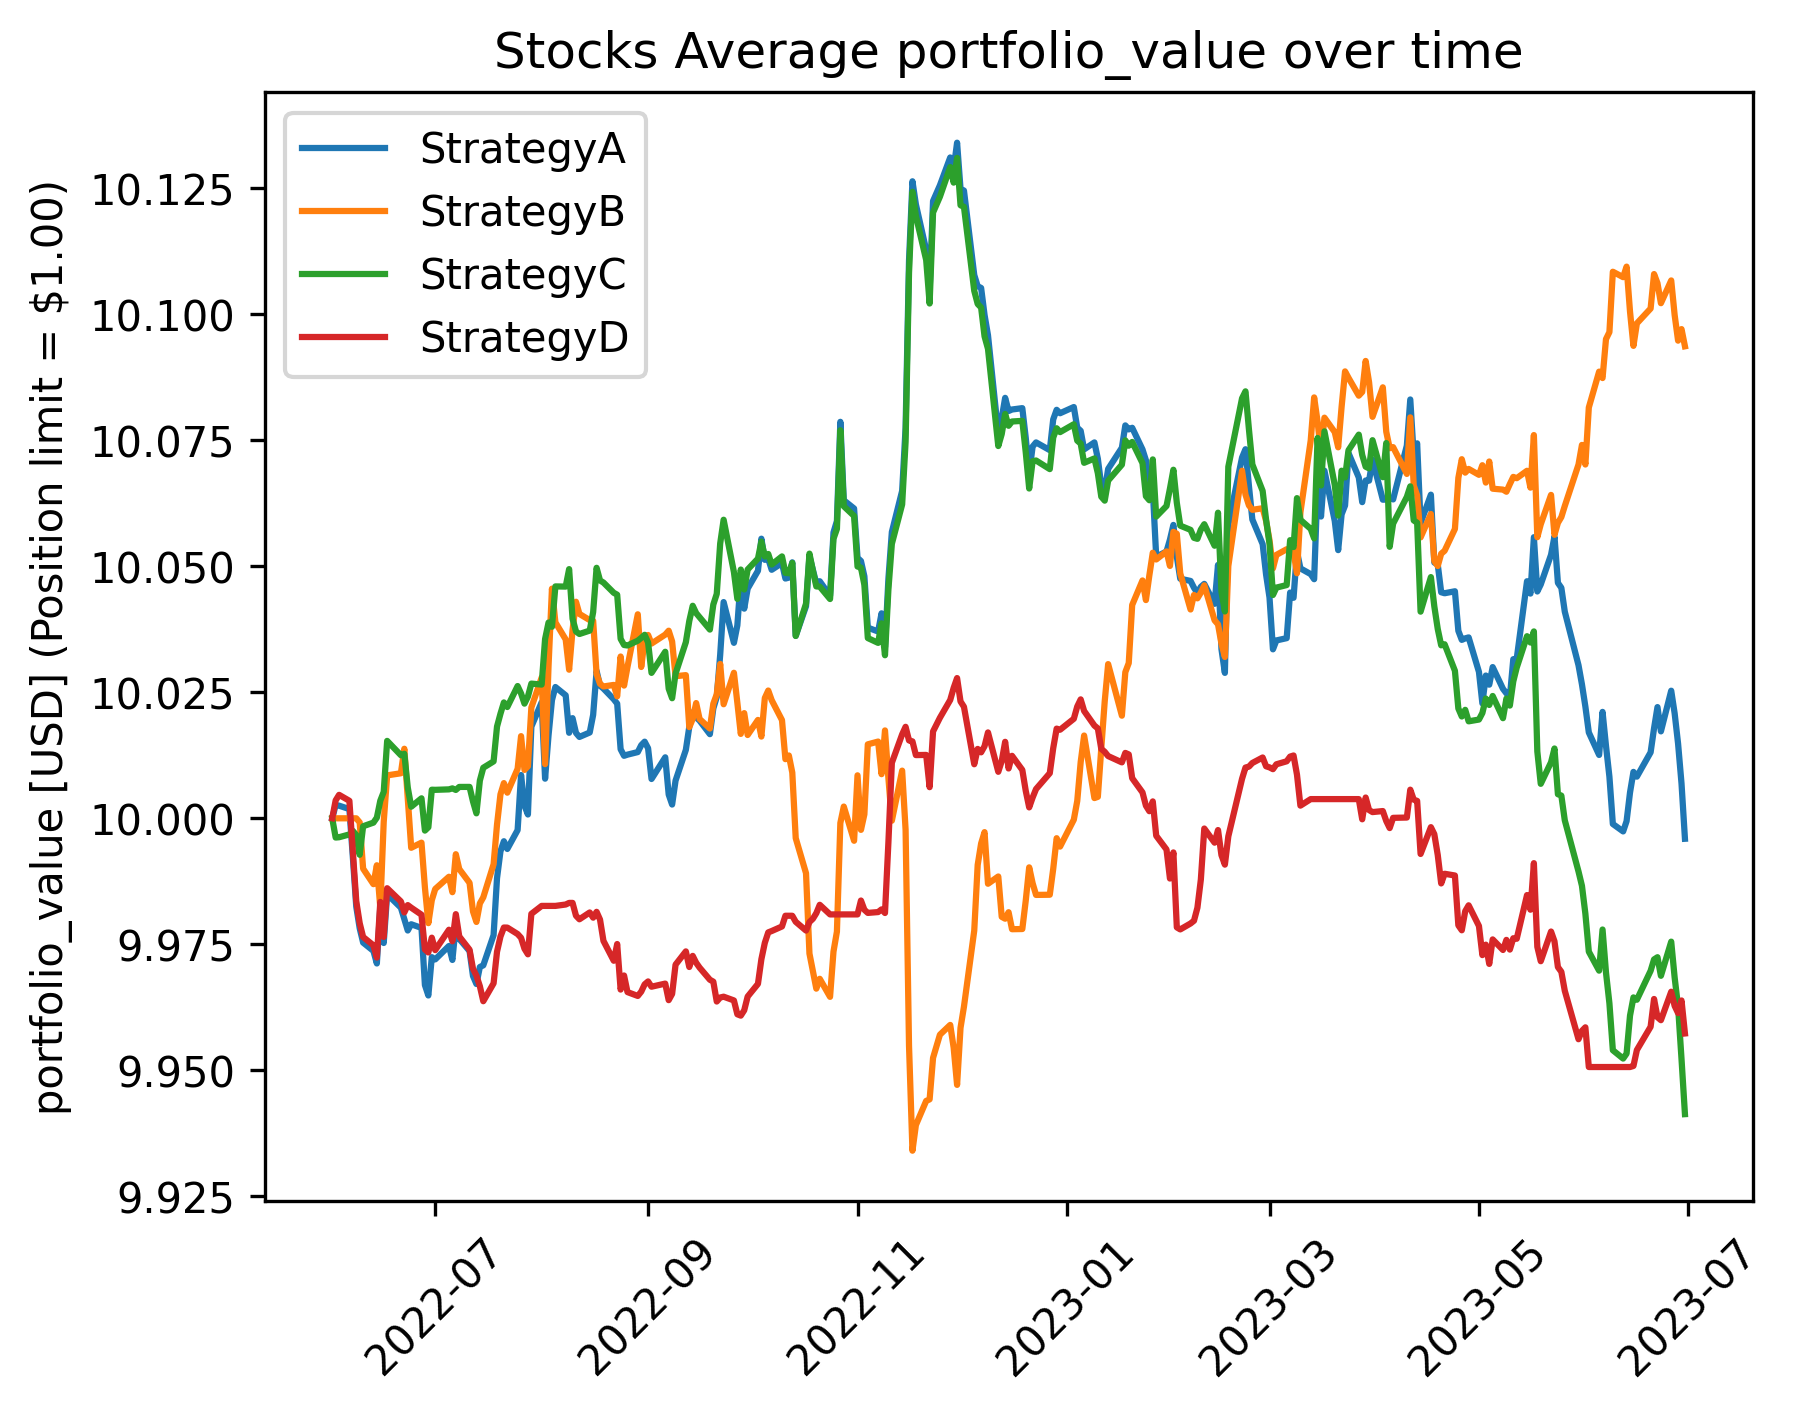 Stocks Average portfolio_value over time
portfolio_value [USD] (Position limit = $1.00)
StrategyA
StrategyB
StrategyC
StrategyD
10.125
10.100
10.075
10.050
10.025
10.000
9.975
9.950
9.925
2022-07
2022-09
2022-11
2023-01
2023-03
2023-05
2023-07